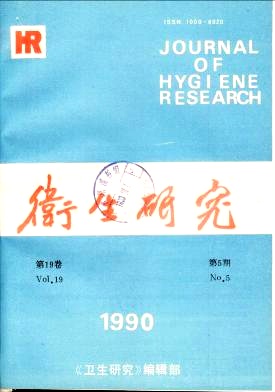 ISSN 1000-8020
HR
JOURNAL
OF
HYGIENE
RESEARCH
衛生研究
第19卷
第5期
Vol.19
No.5
1990
《卫生研究》编辑部